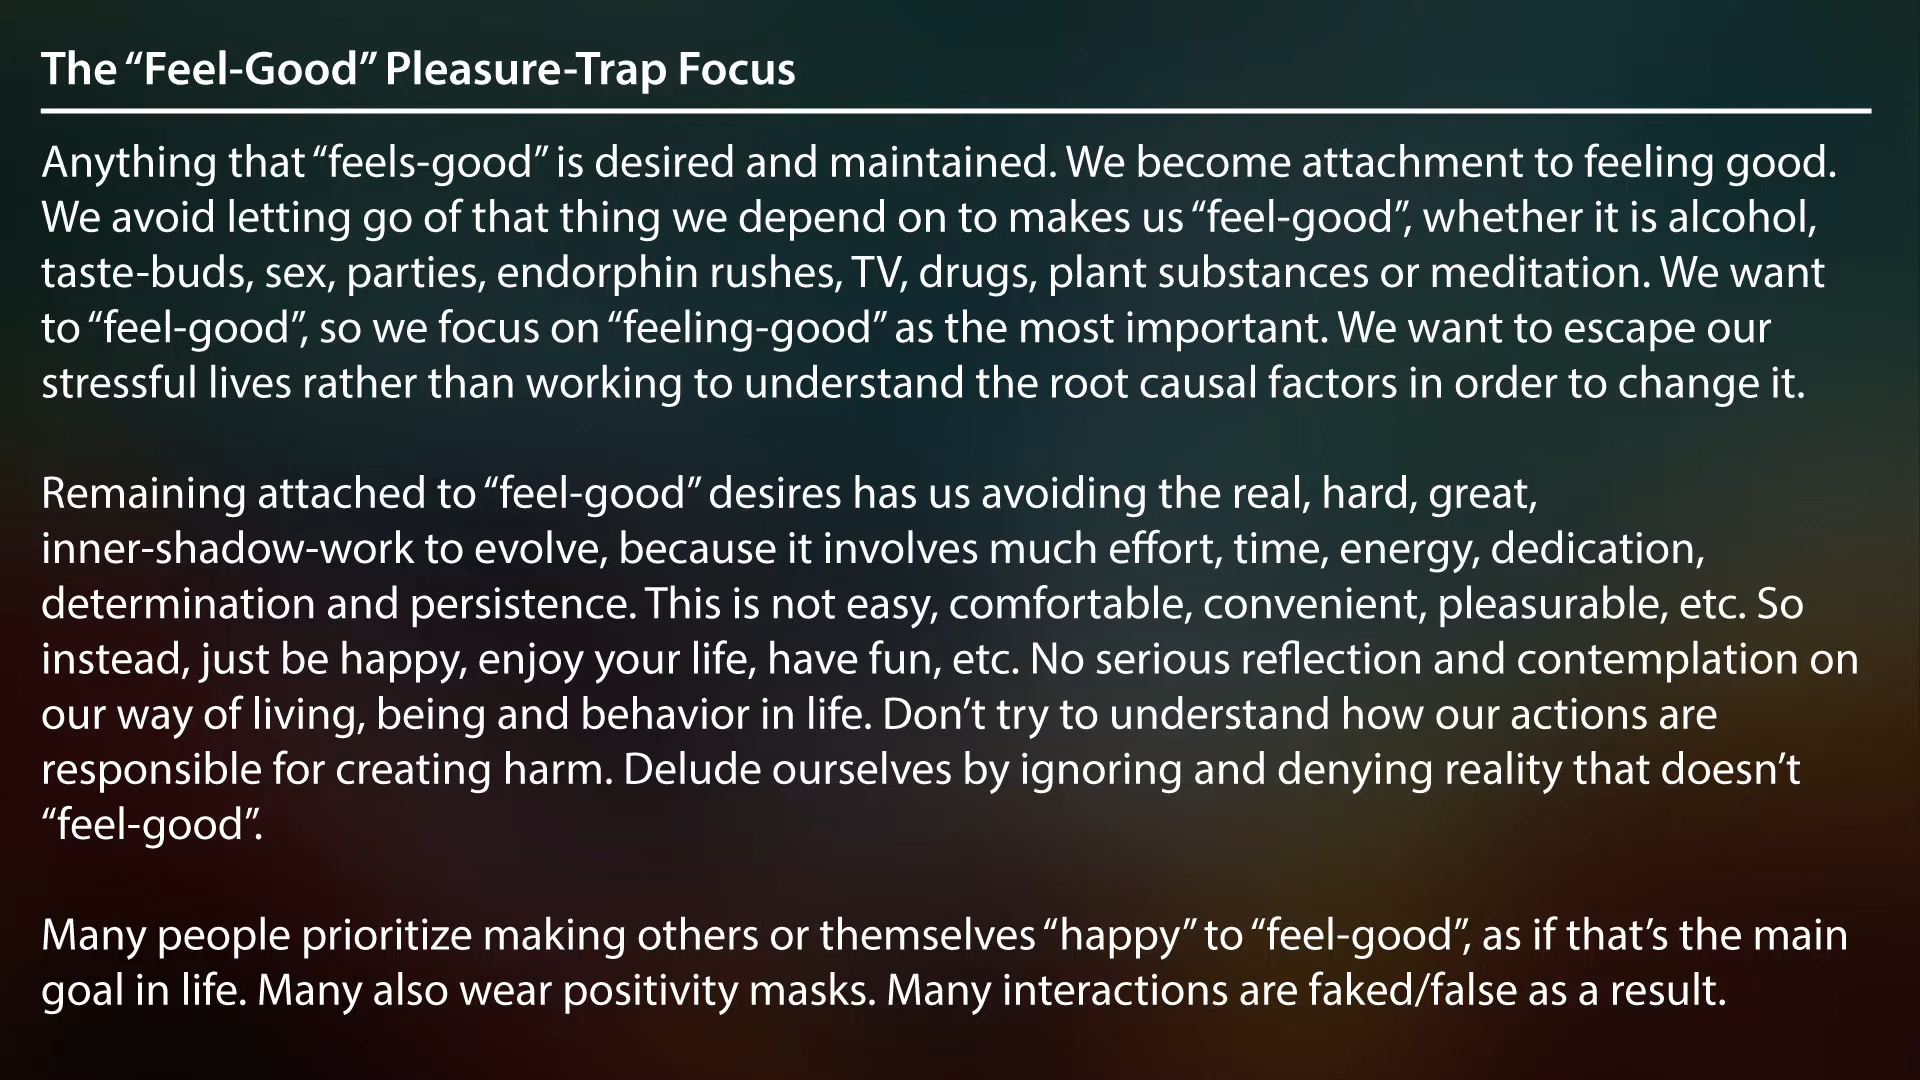 The “Feel-Good” Pleasure-Trap Focus
Anything that “feels-good” is desired and maintained. We become attachment to feeling good.
We avoid letting go of that thing we depend on to makes us “feel-good”, whether it is alcohol,
taste-buds, sex, parties, endorphin rushes, TV, drugs, plant substances or meditation. We want
to “feel-good”, so we focus on “feeling-good” as the most important. We want to escape our
stressful lives rather than working to understand the root causal factors in order to change it.
Remaining attached to “feel-good” desires has us avoiding the real, hard, great,
inner-shadow-work to evolve, because it involves much effort, time, energy, dedication,
determination and persistence. This is not easy, comfortable, convenient, pleasurable, etc. So
instead, just be happy, enjoy your life, have fun, etc. No serious reflection and contemplation on
our way of living, being and behavior in life. Don’t try to understand how our actions are
responsible for creating harm. Delude ourselves by ignoring and denying reality that doesn’t
“feel-good”.
Many people prioritize making others or themselves “happy” to “feel-good”, as if that’s the main
goal in life. Many also wear positivity masks. Many interactions are faked/false as a result.